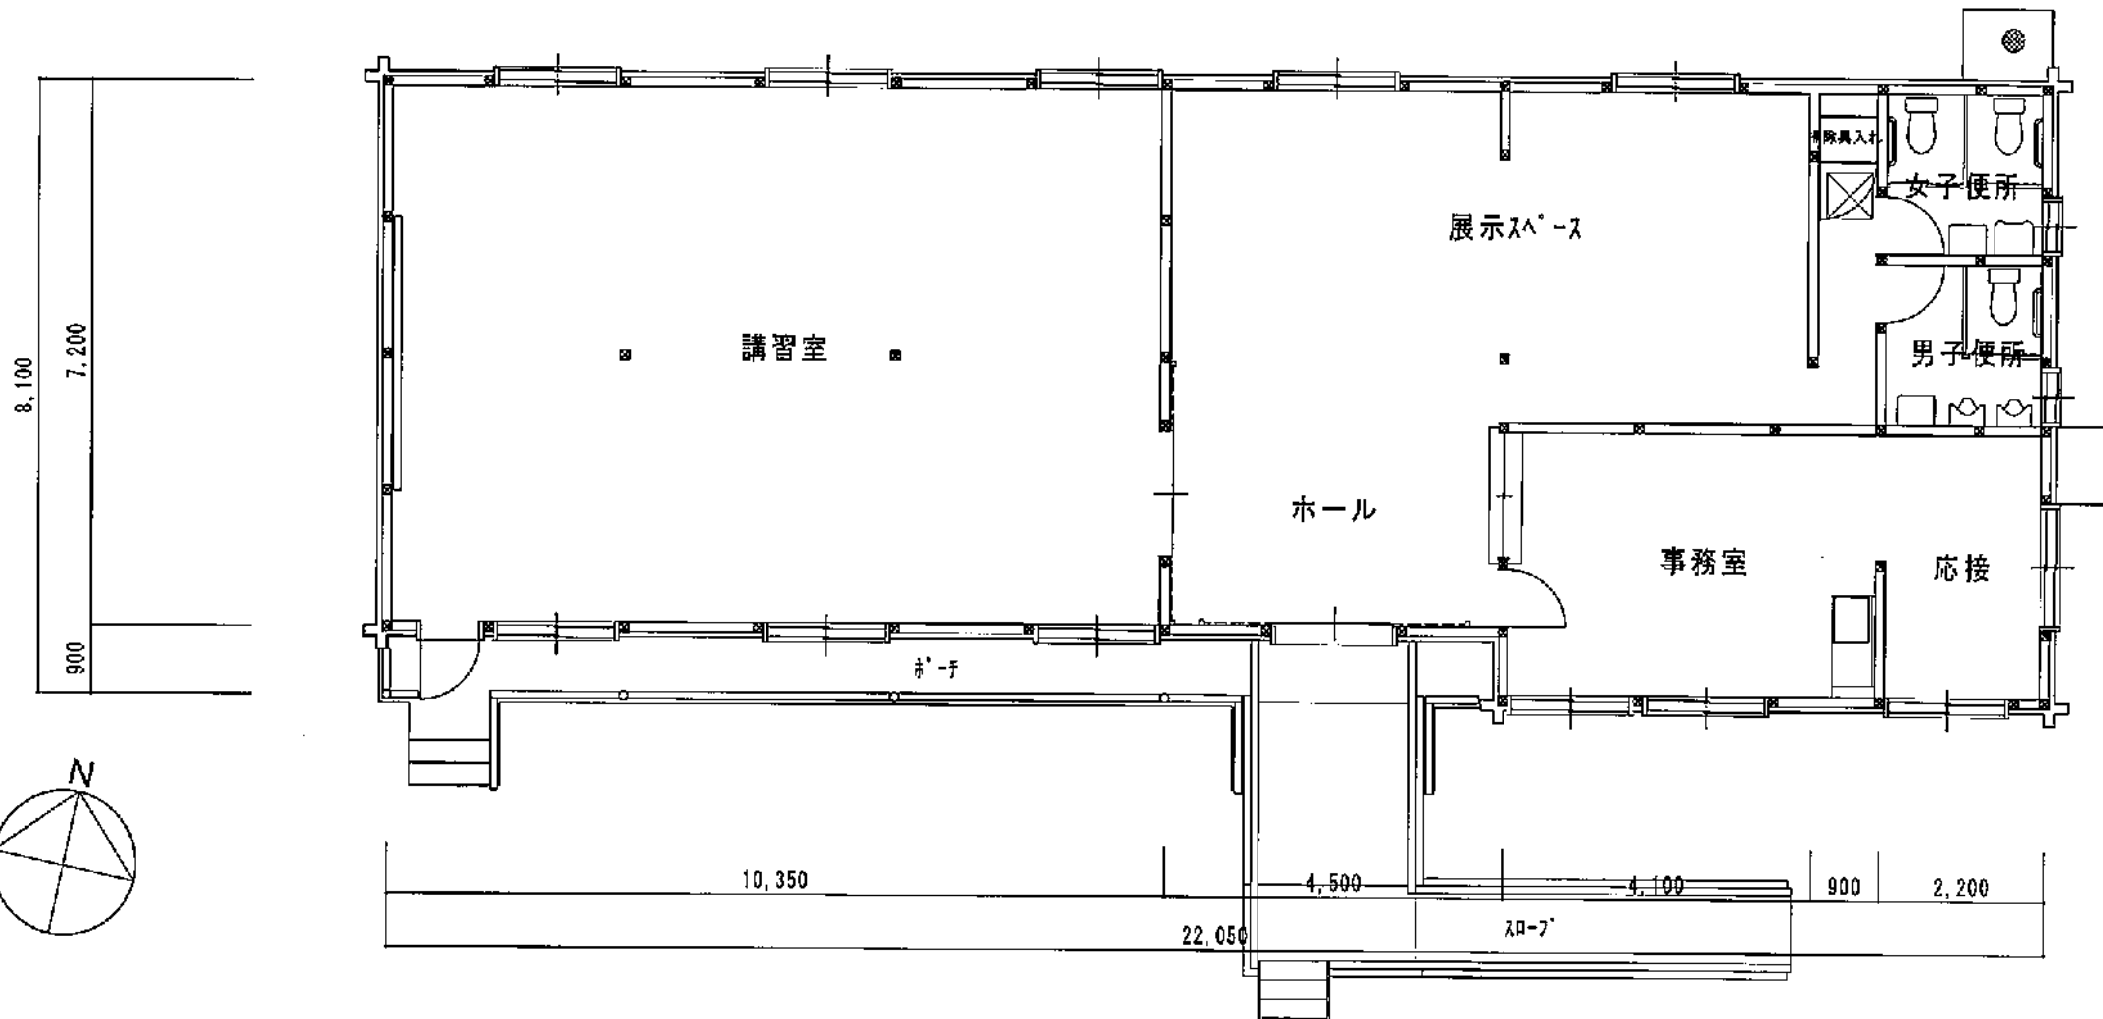 掃除具入れ
女子便所
展示ｽﾍﾟｰｽ
講習室
男子便所
8,100
7,200
900
ホール
事務室
応接
ﾎﾟｰﾁ
N
10,350
4,500
4,100
900
2,200
22,050
ｽﾛｰﾌﾟ